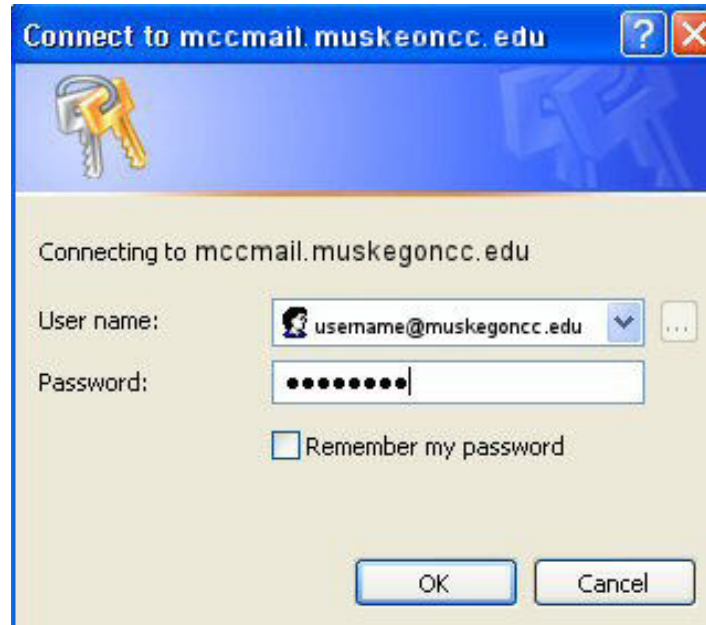 Connect to mccmail.muskeoncc.edu
Connecting to mccmail.muskegoncc.edu
User name: username@muskegoncc.edu ...
Password: ••••••••
Remember my password
OK Cancel